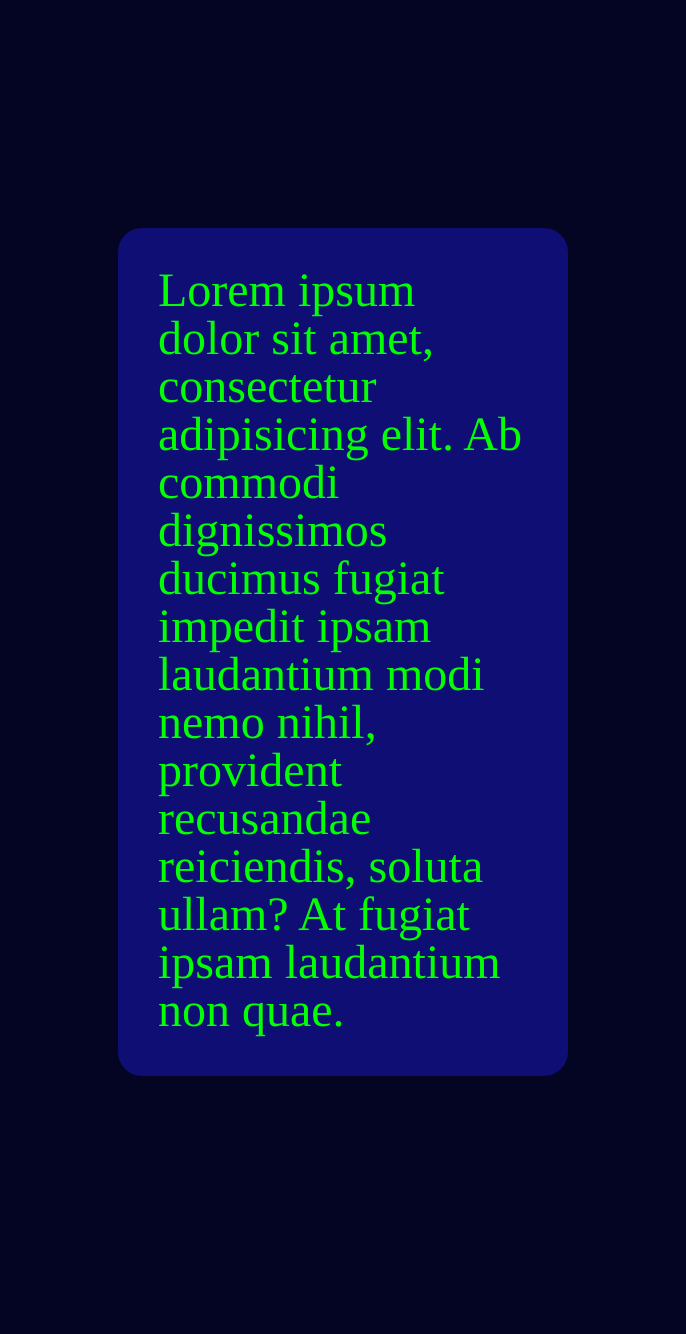 Lorem ipsum
dolor sit amet,
consectetur
adipisicing elit. Ab
commodi
dignissimos
ducimus fugiat
impedit ipsam
laudantium modi
nemo nihil,
provident
recusandae
reiciendis, soluta
ullam? At fugiat
ipsam laudantium
non quae.